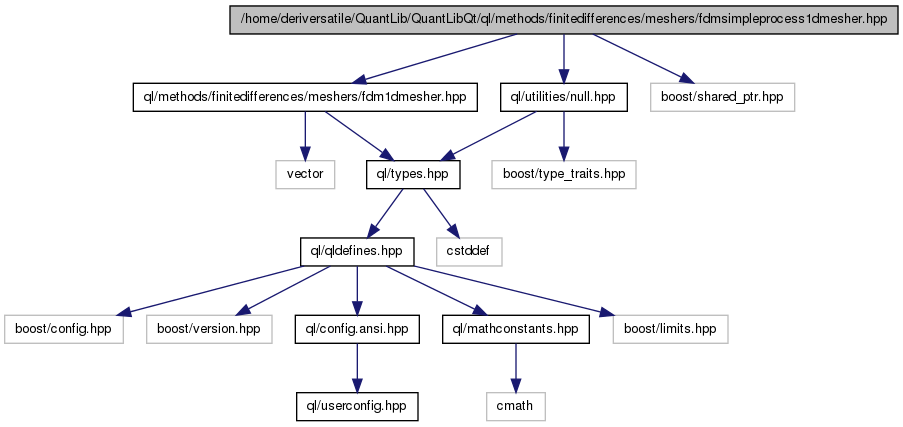 /home/deriversatile/QuantLib/QuantLibQt/ql/methods/finitedifferences/meshers/fdmsimpleprocess1dmesher.hpp
ql/methods/finitedifferences/meshers/fdm1dmesher.hpp
ql/utilities/null.hpp
boost/shared_ptr.hpp
vector
ql/types.hpp
boost/type_traits.hpp
ql/qldefines.hpp
cstddef
boost/config.hpp
boost/version.hpp
ql/config.ansi.hpp
ql/mathconstants.hpp
boost/limits.hpp
ql/userconfig.hpp
cmath